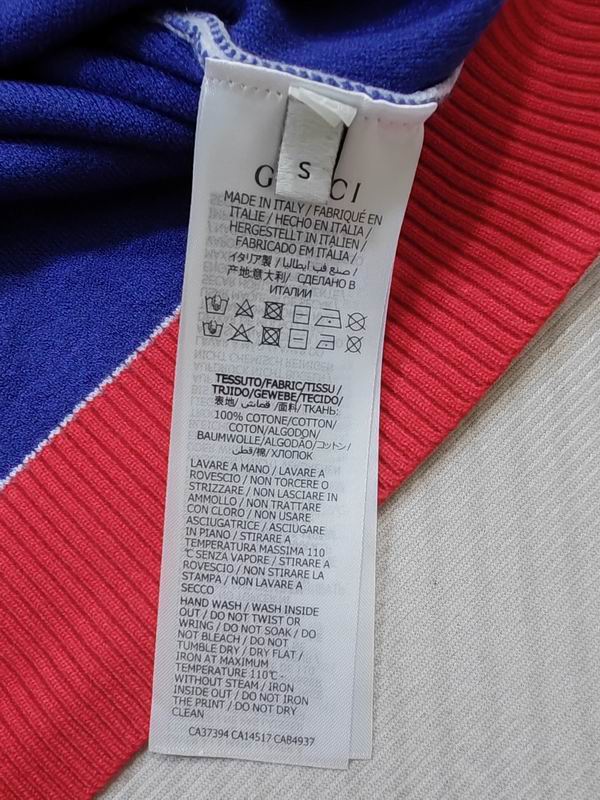 S
G CI
MADE IN ITALY / FABRIQUÉ EN
ITALIE / HECHO EN ITALIA /
HERGESTELLT IN ITALIEN /
FABRICADO EM ITALIA /
イタリア製 / صنع في ايطاليا /
产地:意大利 / СДЕЛАНО В
ИТАЛИИ
TESSUTO/FABRIC/TISSU /
TRJIDO/GEWEBE/TECIDO/
表地/ قماش /面料/ ТКАНЬ:
100% COTONE/COTTON/
COTON/ALGODON/
BAUMWOLLE/ALGODÃO/コットン/
قطن/棉/ХЛОПОК
LAVARE A MANO / LAVARE A
ROVESCIO / NON TORCERE O
STRIZZARE / NON LASCIARE IN
AMMOLLO / NON TRATTARE
CON CLORO / NON USARE
ASCIUGATRICE / ASCIUGARE
IN PIANO / STIRARE A
TEMPERATURA MASSIMA 110
℃ SENZA VAPORE / STIRARE A
ROVESCIO / NON STIRARE LA
STAMPA / NON LAVARE A
SECCO
HAND WASH / WASH INSIDE
OUT / DO NOT TWIST OR
WRING / DO NOT SOAK / DO
NOT BLEACH / DO NOT
TUMBLE DRY / DRY FLAT /
IRON AT MAXIMUM
TEMPERATURE 110℃ -
WITHOUT STEAM / IRON
INSIDE OUT / DO NOT IRON
THE PRINT / DO NOT DRY
CLEAN
CA37394 CA14517 CAB4937